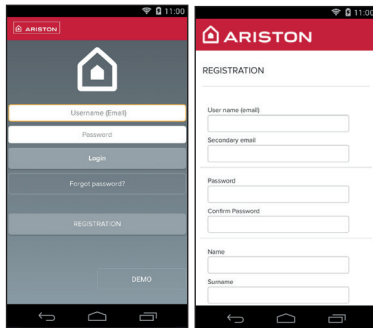 11:00
ARISTON
Username (Email)
Password
Login
Forgot password?
REGISTRATION
DEMO
11:00
ARISTON
REGISTRATION
User name (email)
Secondary email
Password
Confirm Password
Name
Surname